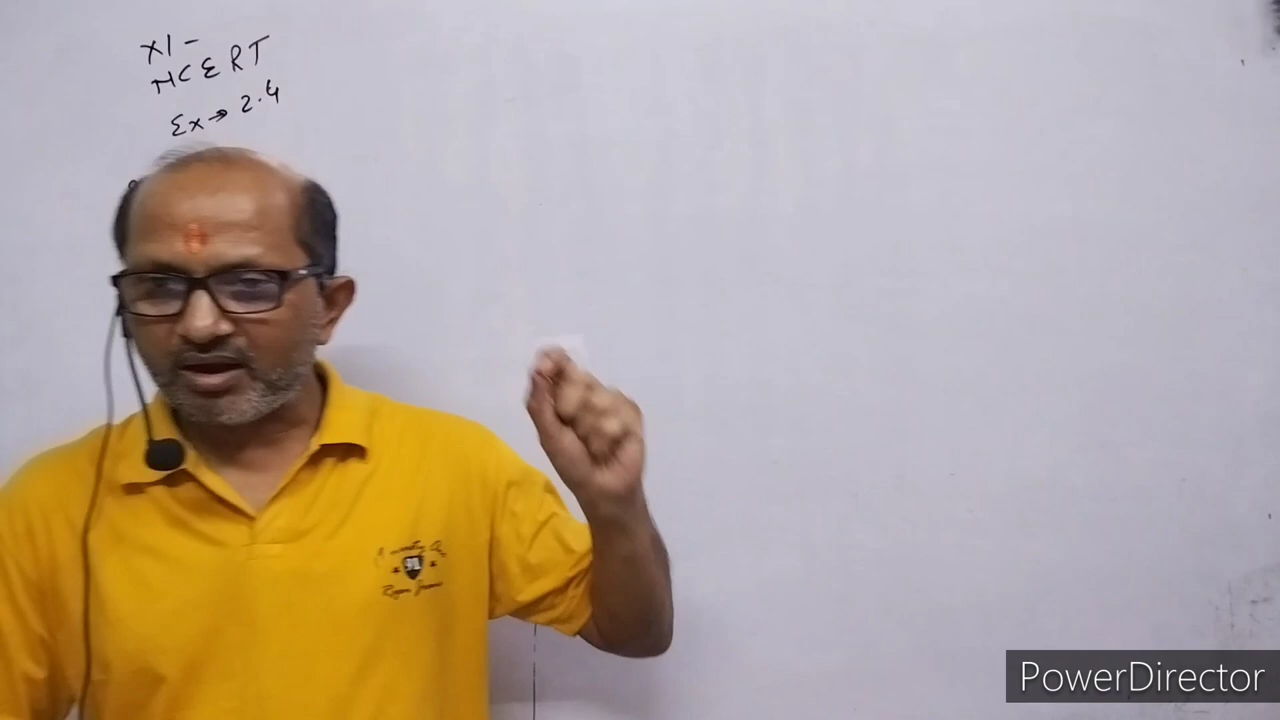 XI -
NCERT
Ex → 2.4
PowerDirector